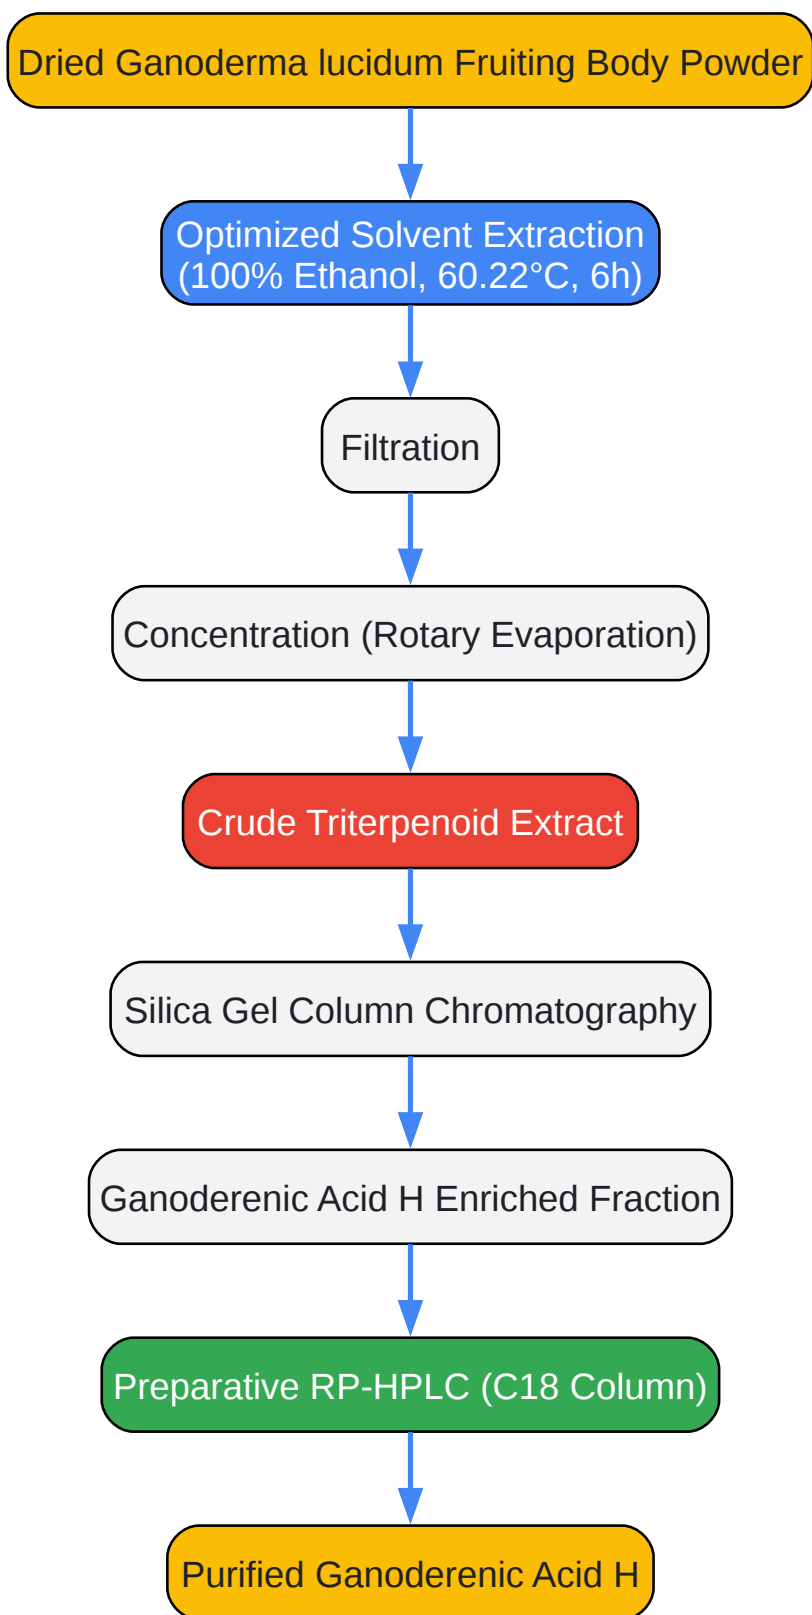 Dried Ganoderma lucidum Fruiting Body Powder
Optimized Solvent Extraction
(100% Ethanol, 60.22°C, 6h)
Filtration
Concentration (Rotary Evaporation)
Crude Triterpenoid Extract
Silica Gel Column Chromatography
Ganoderenic Acid H Enriched Fraction
Preparative RP-HPLC (C18 Column)
Purified Ganoderenic Acid H